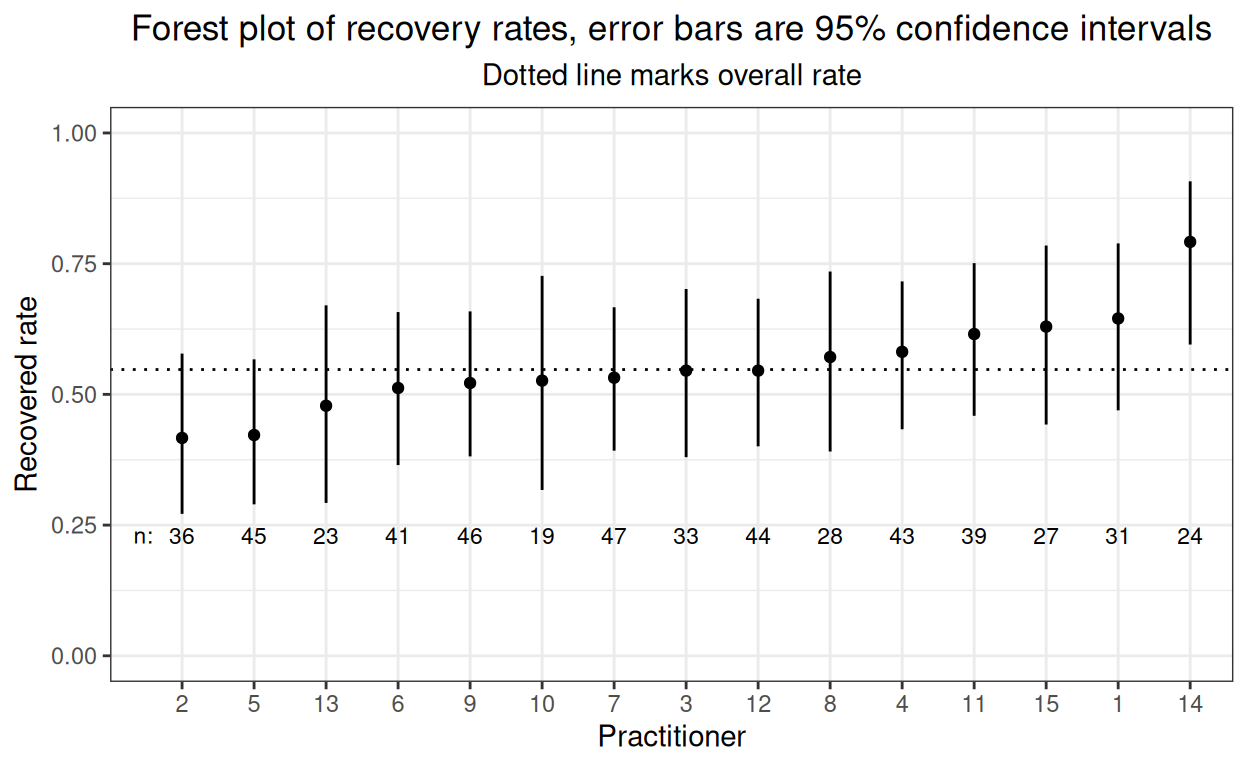 Forest plot of recovery rates, error bars are 95% confidence intervals
Dotted line marks overall rate
1.00
0.75
0.50
0.25
0.00
Recovered rate
n: 36 45 23 41 46 19 47 33 44 28 43 39 27 31 24
2 5 13 6 9 10 7 3 12 8 4 11 15 1 14
Practitioner